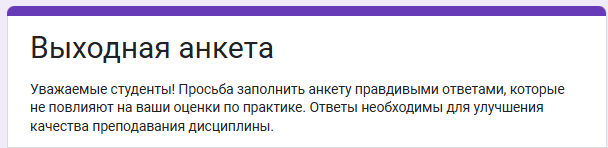 Выходная анкета
Уважаемые студенты! Просьба заполнить анкету правдивыми ответами, которые
не повлияют на ваши оценки по практике. Ответы необходимы для улучшения
качества преподавания дисциплины.